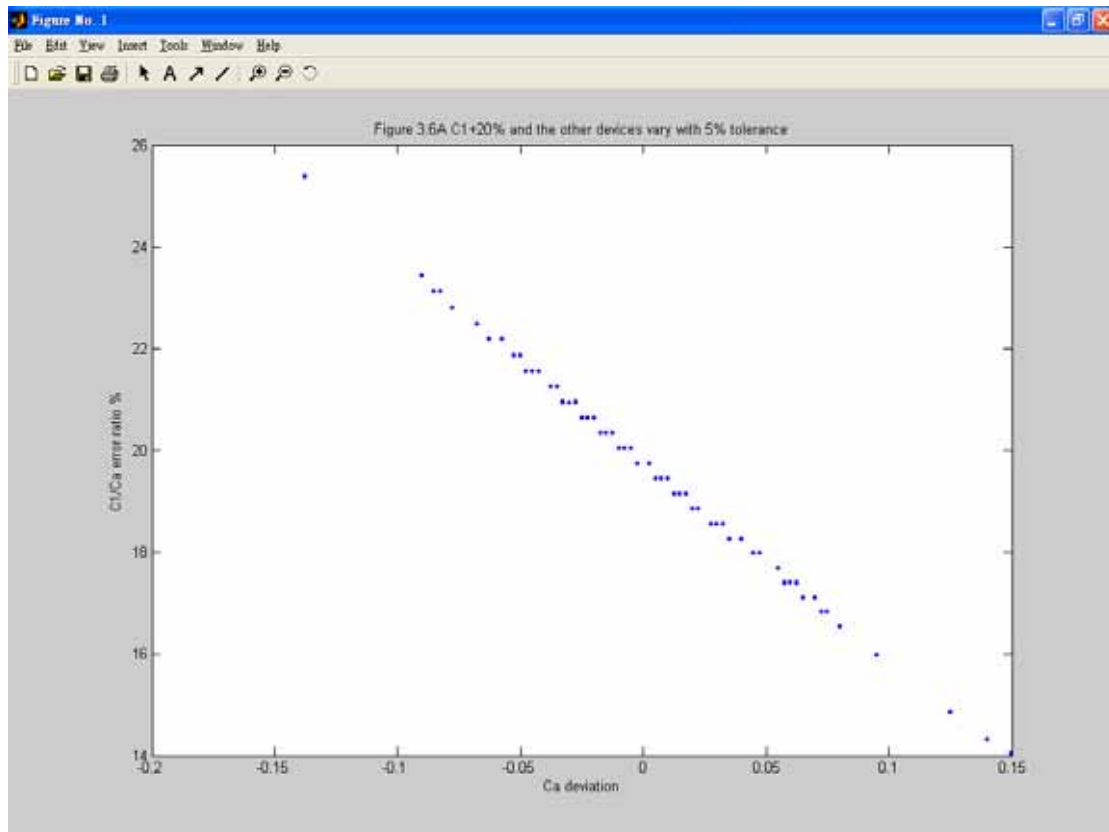 Figure No. 1
File Edit View Insert Tools Window Help
A
Figure 3.6A C1+20% and the other devices vary with 5% tolerance
26
24
22
20
18
16
14
C1/Ca error ratio %
-0.2 -0.15 -0.1 -0.05 0 0.05 0.1 0.15
Ca deviation